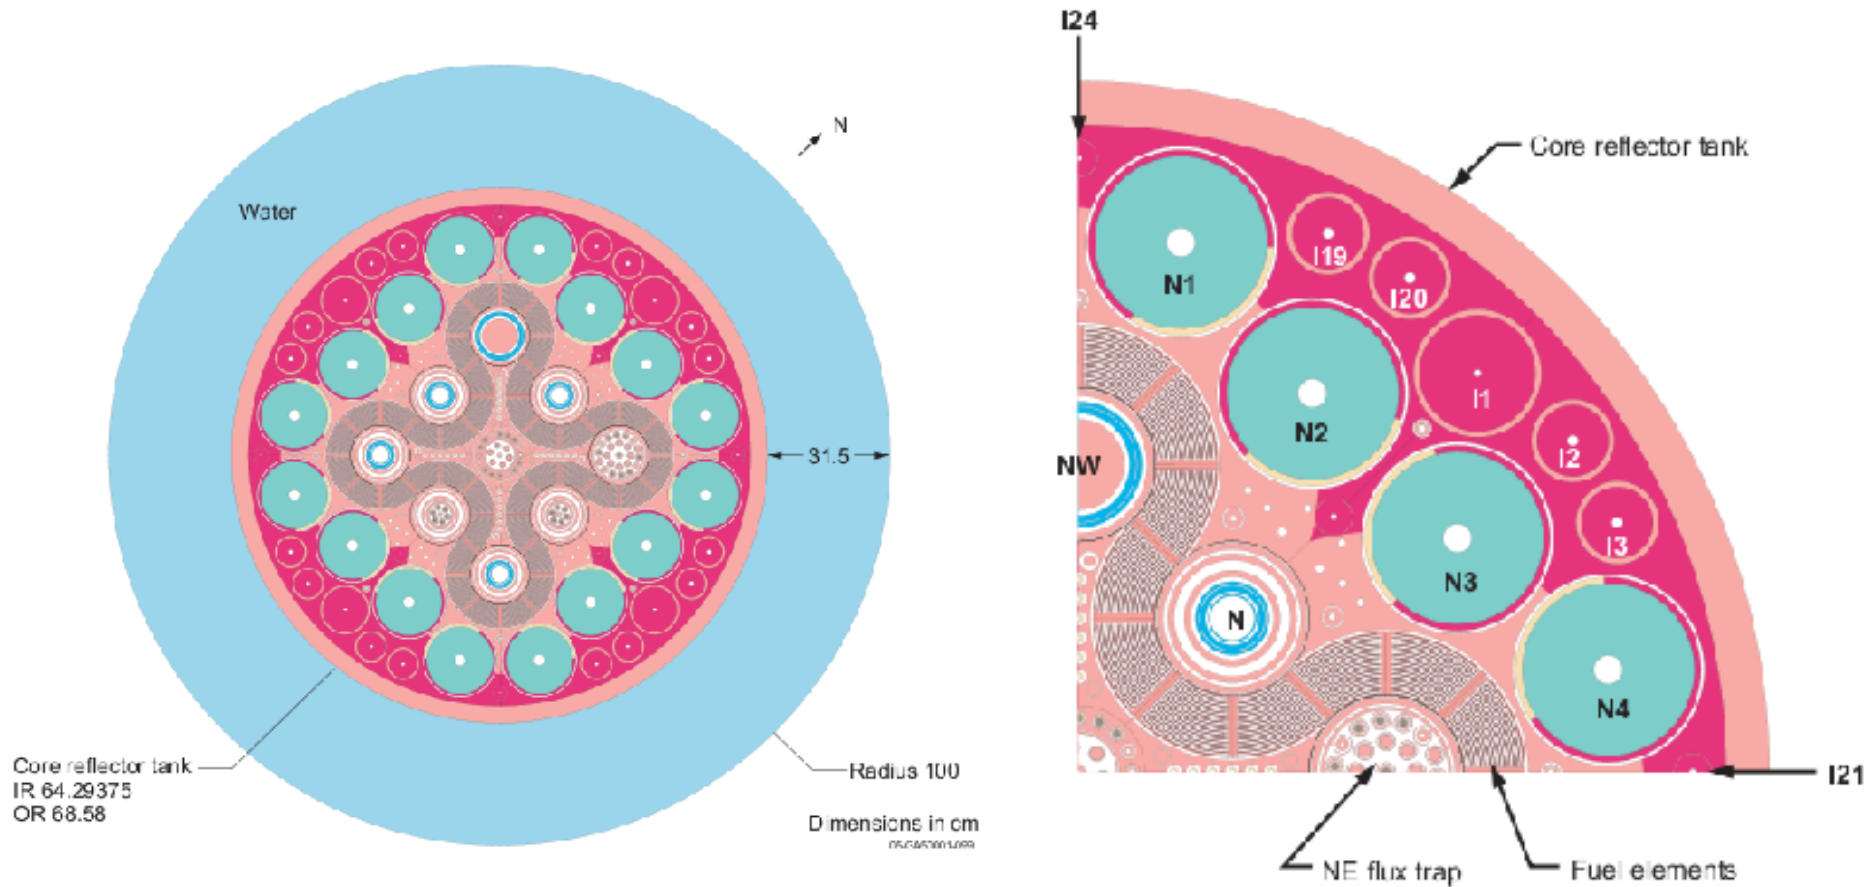 N
Water
31.5
Core reflector tank
IR 64.29375
OR 68.58
Radius 100
Dimensions in cm
I24
Core reflector tank
I19
N1
I20
I1
N2
I2
NW
I3
N3
N
N4
I21
NE flux trap
Fuel elements